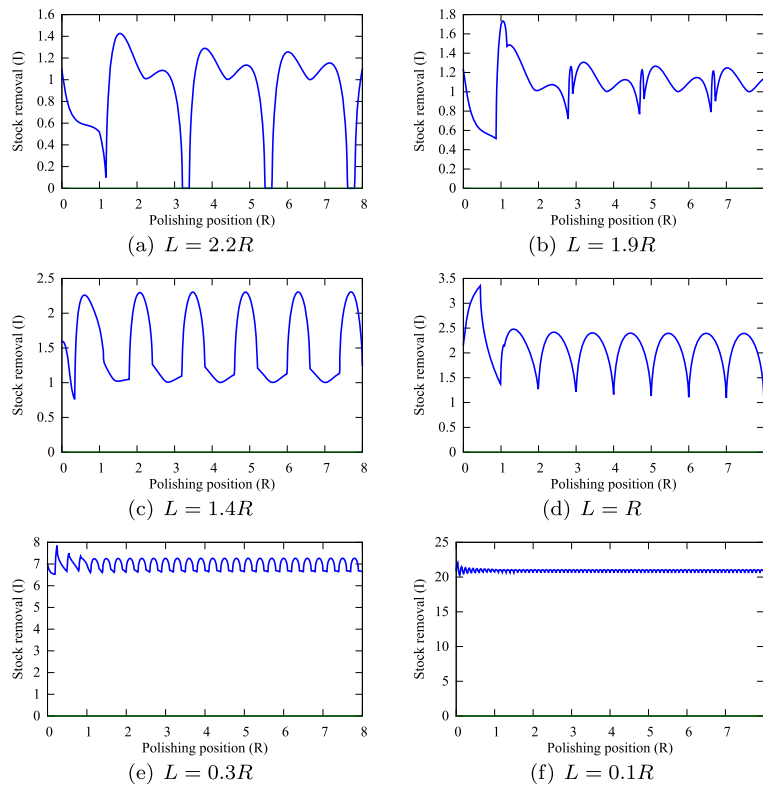 1.6
1.4
1.2
1
0.8
0.6
0.4
0.2
0
Stock removal (I)
0 1 2 3 4 5 6 7 8
Polishing position (R)
(a) L = 2.2R
1.8
1.6
1.4
1.2
1
0.8
0.6
0.4
0.2
0
Stock removal (I)
0 1 2 3 4 5 6 7
Polishing position (R)
(b) L = 1.9R
2.5
2
1.5
1
0.5
0
Stock removal (I)
0 1 2 3 4 5 6 7 8
Polishing position (R)
(c) L = 1.4R
3.5
3
2.5
2
1.5
1
0.5
0
Stock removal (I)
0 1 2 3 4 5 6 7
Polishing position (R)
(d) L = R
8
7
6
5
4
3
2
1
0
Stock removal (I)
0 1 2 3 4 5 6 7 8
Polishing position (R)
(e) L = 0.3R
25
20
15
10
5
0
Stock removal (I)
0 1 2 3 4 5 6 7
Polishing position (R)
(f) L = 0.1R